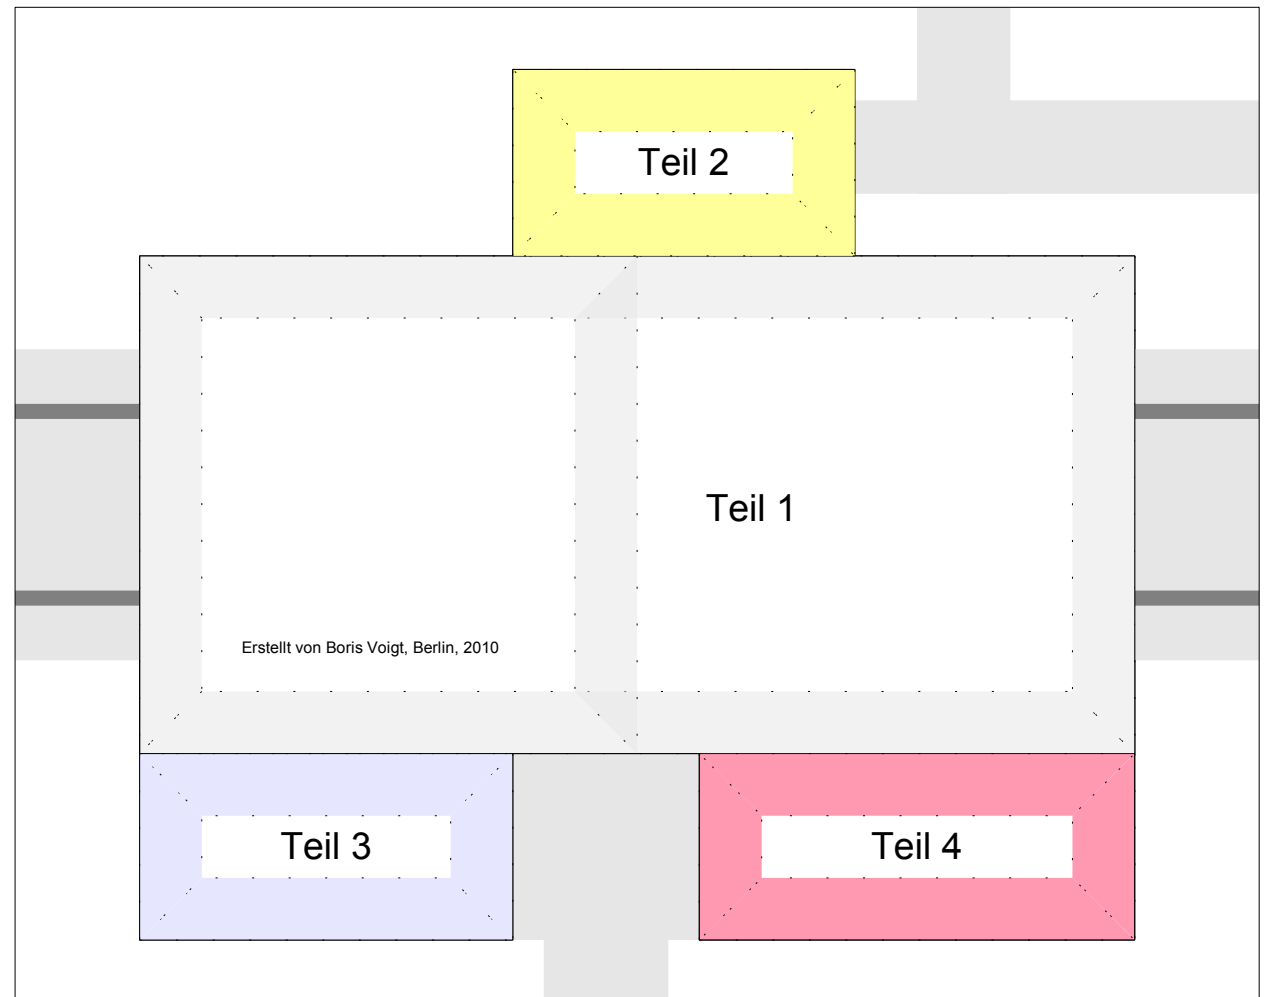 Teil 2
Teil 1
Erstellt von Boris Voigt, Berlin, 2010
Teil 3
Teil 4